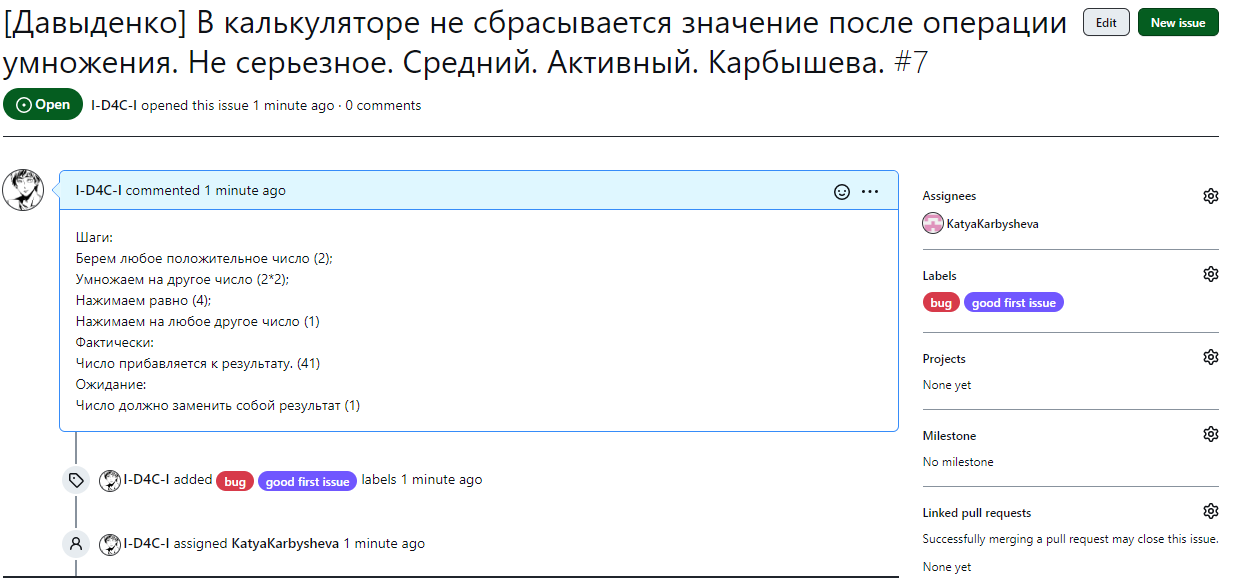 [Давыденко] В калькуляторе не сбрасывается значение после операции
умножения. Не серьезное. Средний. Активный. Карбышева. #7
Edit
New issue
Open
I-D4C-I opened this issue 1 minute ago · 0 comments
I-D4C-I commented 1 minute ago
Шаги:
Берем любое положительное число (2);
Умножаем на другое число (2*2);
Нажимаем равно (4);
Нажимаем на любое другое число (1)
Фактически:
Число прибавляется к результату. (41)
Ожидание:
Число должно заменить собой результат (1)
I-D4C-I added bug good first issue labels 1 minute ago
I-D4C-I assigned KatyaKarbysheva 1 minute ago
Assignees
KatyaKarbysheva
Labels
bug good first issue
Projects
None yet
Milestone
No milestone
Linked pull requests
Successfully merging a pull request may close this issue.
None yet